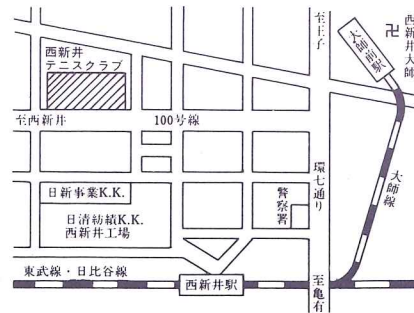 西新井
テニスクラブ
至王子
大師前駅
卍西新井大師
至西新井
100号線
環七通り
大師線
日新事業K.K.
日清紡績K.K.
西新井工場
警察署
東武線・日比谷線
西新井駅
至亀有